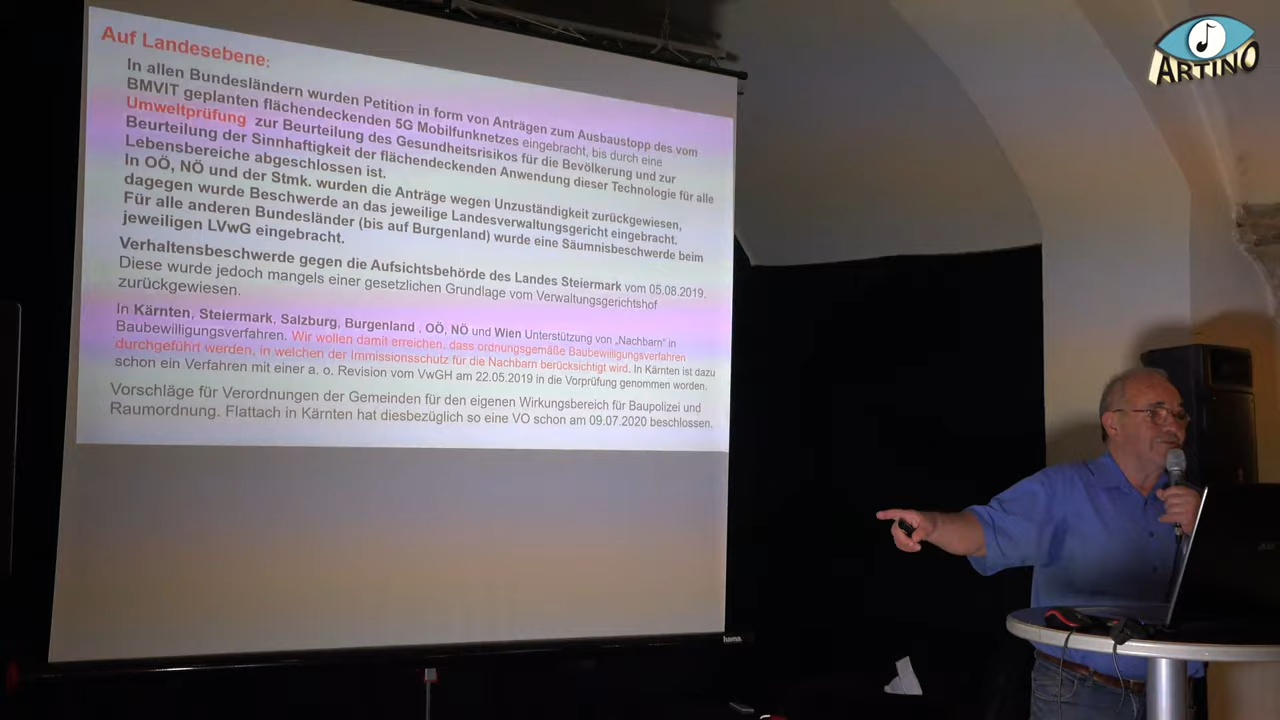 Auf Landesebene:
In allen Bundesländern wurden Petition in form von Anträgen zum Ausbaustopp des vom
BMVIT geplanten flächendeckenden 5G Mobilfunknetzes eingebracht, bis durch eine
Umweltprüfung zur Beurteilung des Gesundheitsrisikos für die Bevölkerung und zur
Beurteilung der Sinnhaftigkeit der flächendeckenden Anwendung dieser Technologie für alle
Lebensbereiche abgeschlossen ist.
In OÖ, NÖ und der Stmk. wurden die Anträge wegen Unzuständigkeit zurückgewiesen,
dagegen wurde Beschwerde an das jeweilige Landesverwaltungsgericht eingebracht.
Für alle anderen Bundesländer (bis auf Burgenland) wurde eine Säumnisbeschwerde beim
jeweiligen LVwG eingebracht.
Verhaltensbeschwerde gegen die Aufsichtsbehörde des Landes Steiermark vom 05.08.2019.
Diese wurde jedoch mangels einer gesetzlichen Grundlage vom Verwaltungsgerichtshof
zurückgewiesen.
In Kärnten, Steiermark, Salzburg, Burgenland , OÖ, NÖ und Wien Unterstützung von „Nachbarn“ in
Baubewilligungsverfahren. Wir wollen damit erreichen, dass ordnungsgemäße Baubewilligungsverfahren
durchgeführt werden, in welchen der Immissionsschutz für die Nachbarn berücksichtigt wird. In Kärnten ist dazu
schon ein Verfahren mit einer a. o. Revision vom VwGH am 22.05.2019 in die Vorprüfung genommen worden.
Vorschläge für Verordnungen der Gemeinden für den eigenen Wirkungsbereich für Baupolizei und
Raumordnung. Flattach in Kärnten hat diesbezüglich so eine VO schon am 09.07.2020 beschlossen.
hama
ARTINO